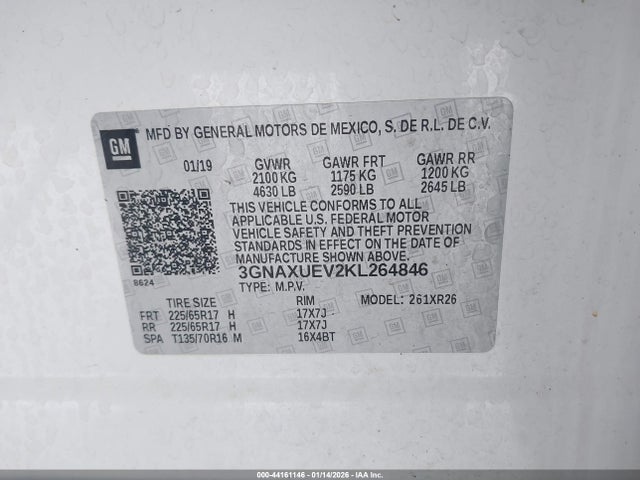 GM
MFD BY GENERAL MOTORS DE MEXICO, S. DE R.L. DE C.V.
01/19 GVWR GAWR FRT GAWR RR
2100 KG 1175 KG 1200 KG
4630 LB 2590 LB 2645 LB
THIS VEHICLE CONFORMS TO ALL
APPLICABLE U.S. FEDERAL MOTOR
VEHICLE SAFETY AND THEFT
PREVENTION STANDARDS
IN EFFECT ON THE DATE OF
MANUFACTURE SHOWN ABOVE.
3GNAXUEV2KL264846
8624 TYPE: M.P.V.
TIRE SIZE RIM MODEL: 261XR26
FRT 225/65R17 H 17X7J
RR 225/65R17 H 17X7J
SPA T135/70R16 M 16X4BT
000-44161146 - 01/14/2026 - IAA Inc.